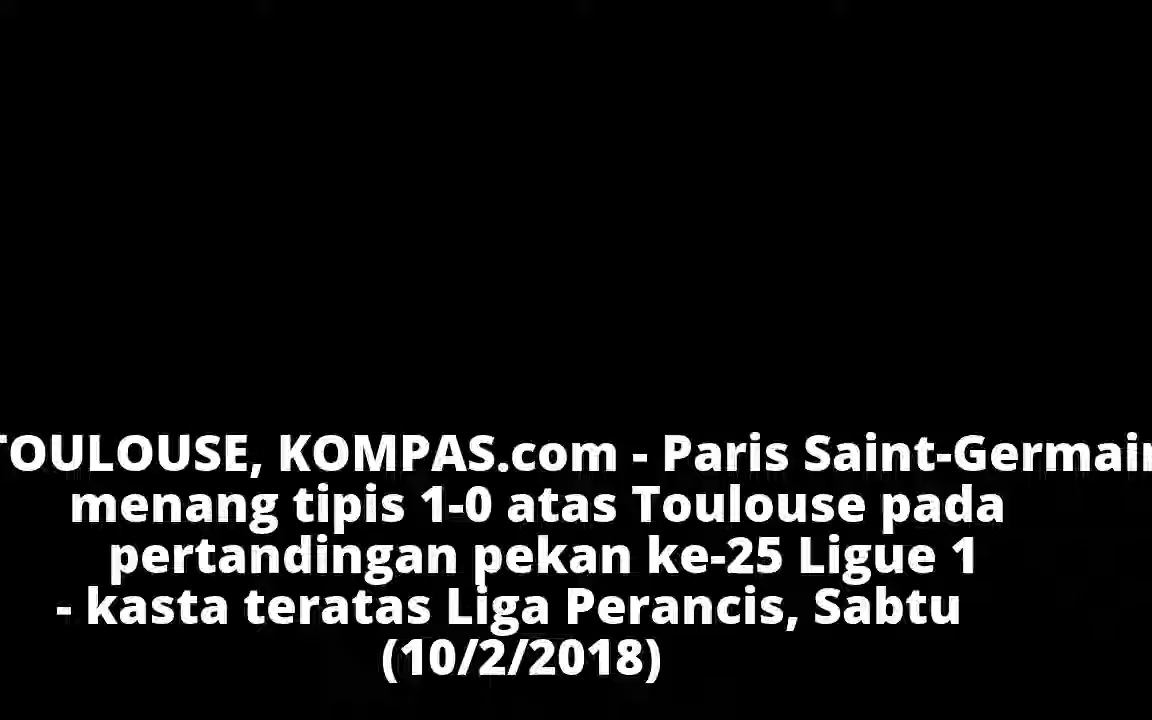 TOULOUSE, KOMPAS.com - Paris Saint-Germain
menang tipis 1-0 atas Toulouse pada
pertandingan pekan ke-25 Ligue 1
- kasta teratas Liga Perancis, Sabtu
(10/2/2018)